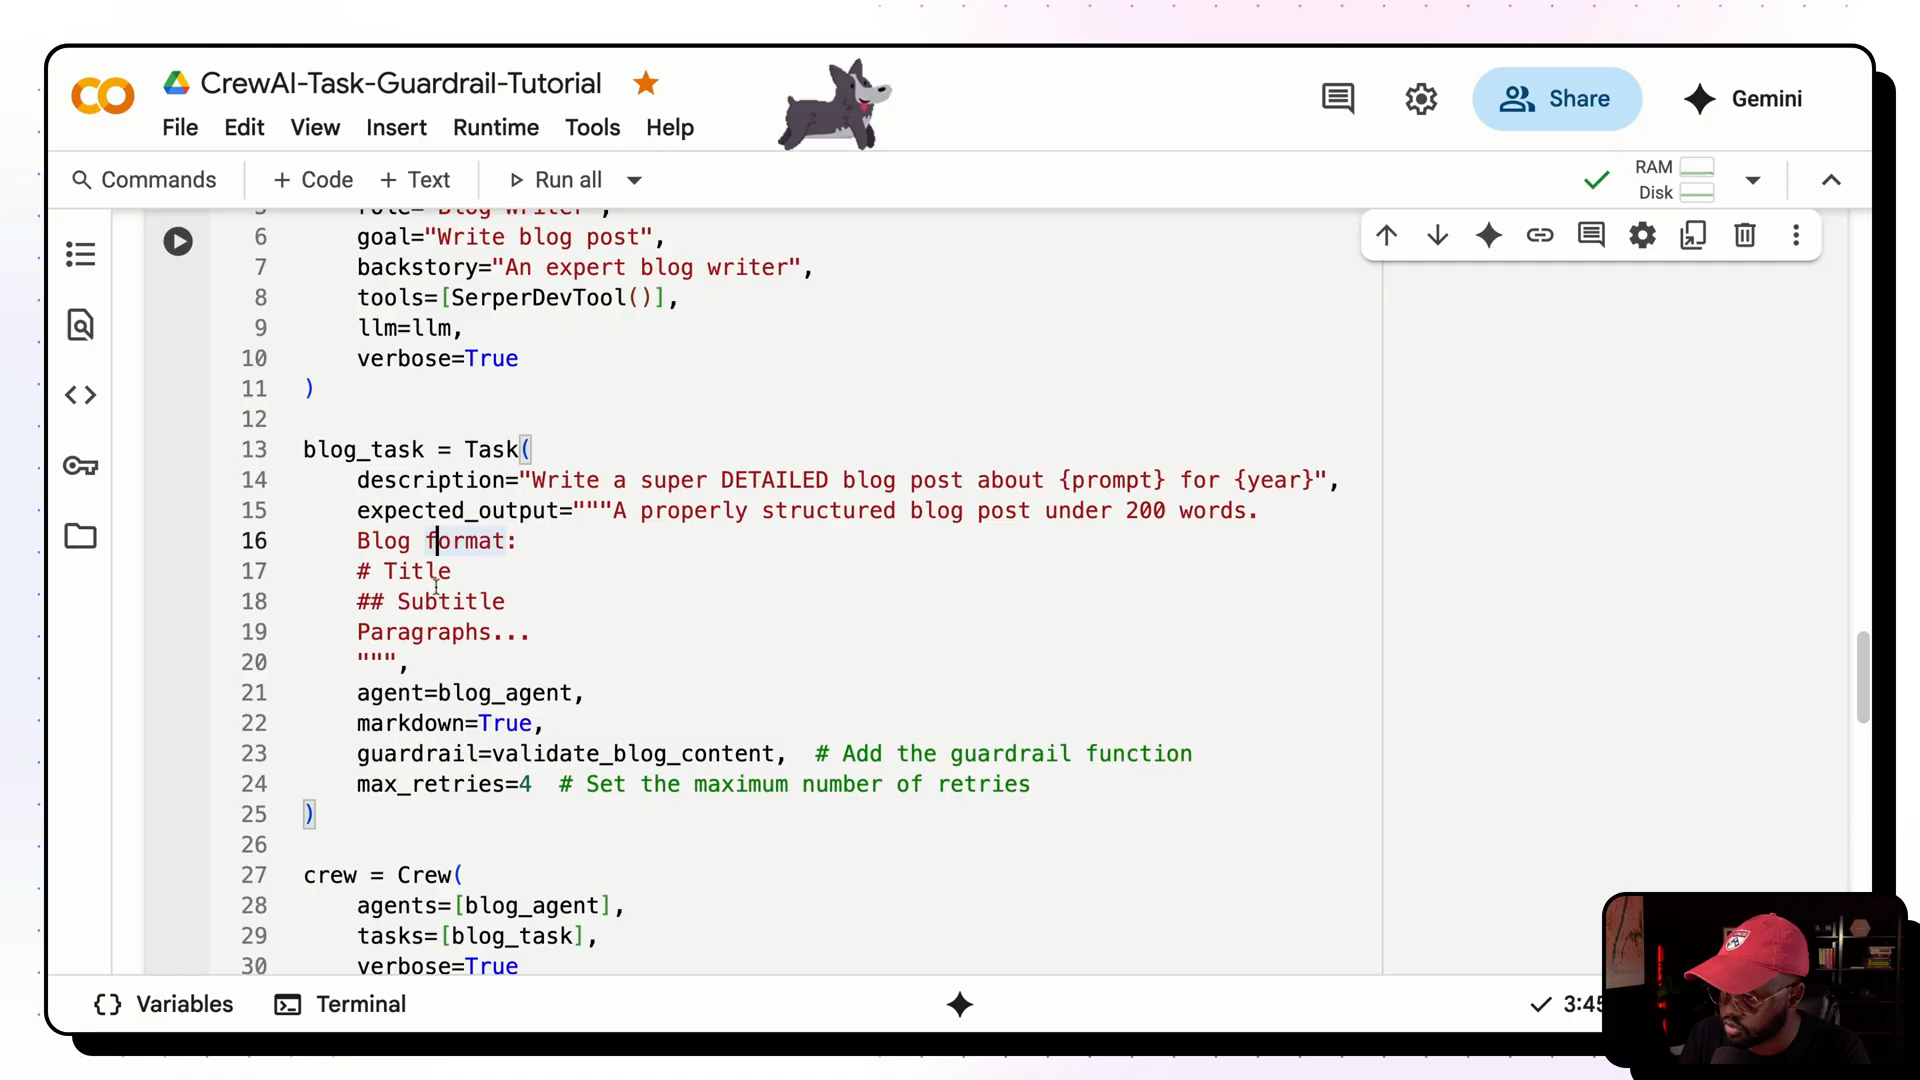 CrewAI-Task-Guardrail-Tutorial
File Edit View Insert Runtime Tools Help
Share
Gemini
Commands
+ Code
+ Text
Run all
RAM
Disk
role="Blog writer",
6 goal="Write blog post",
7 backstory="An expert blog writer",
8 tools=[SerperDevTool()],
9 llm=llm,
10 verbose=True
11 )
12
13 blog_task = Task(
14 description="Write a super DETAILED blog post about {prompt} for {year}",
15 expected_output="""A properly structured blog post under 200 words.
16 Blog format:
17 # Title
18 ## Subtitle
19 Paragraphs...
20 """,
21 agent=blog_agent,
22 markdown=True,
23 guardrail=validate_blog_content, # Add the guardrail function
24 max_retries=4 # Set the maximum number of retries
25 )
26
27 crew = Crew(
28 agents=[blog_agent],
29 tasks=[blog_task],
30 verbose=True
{} Variables
Terminal
3:45